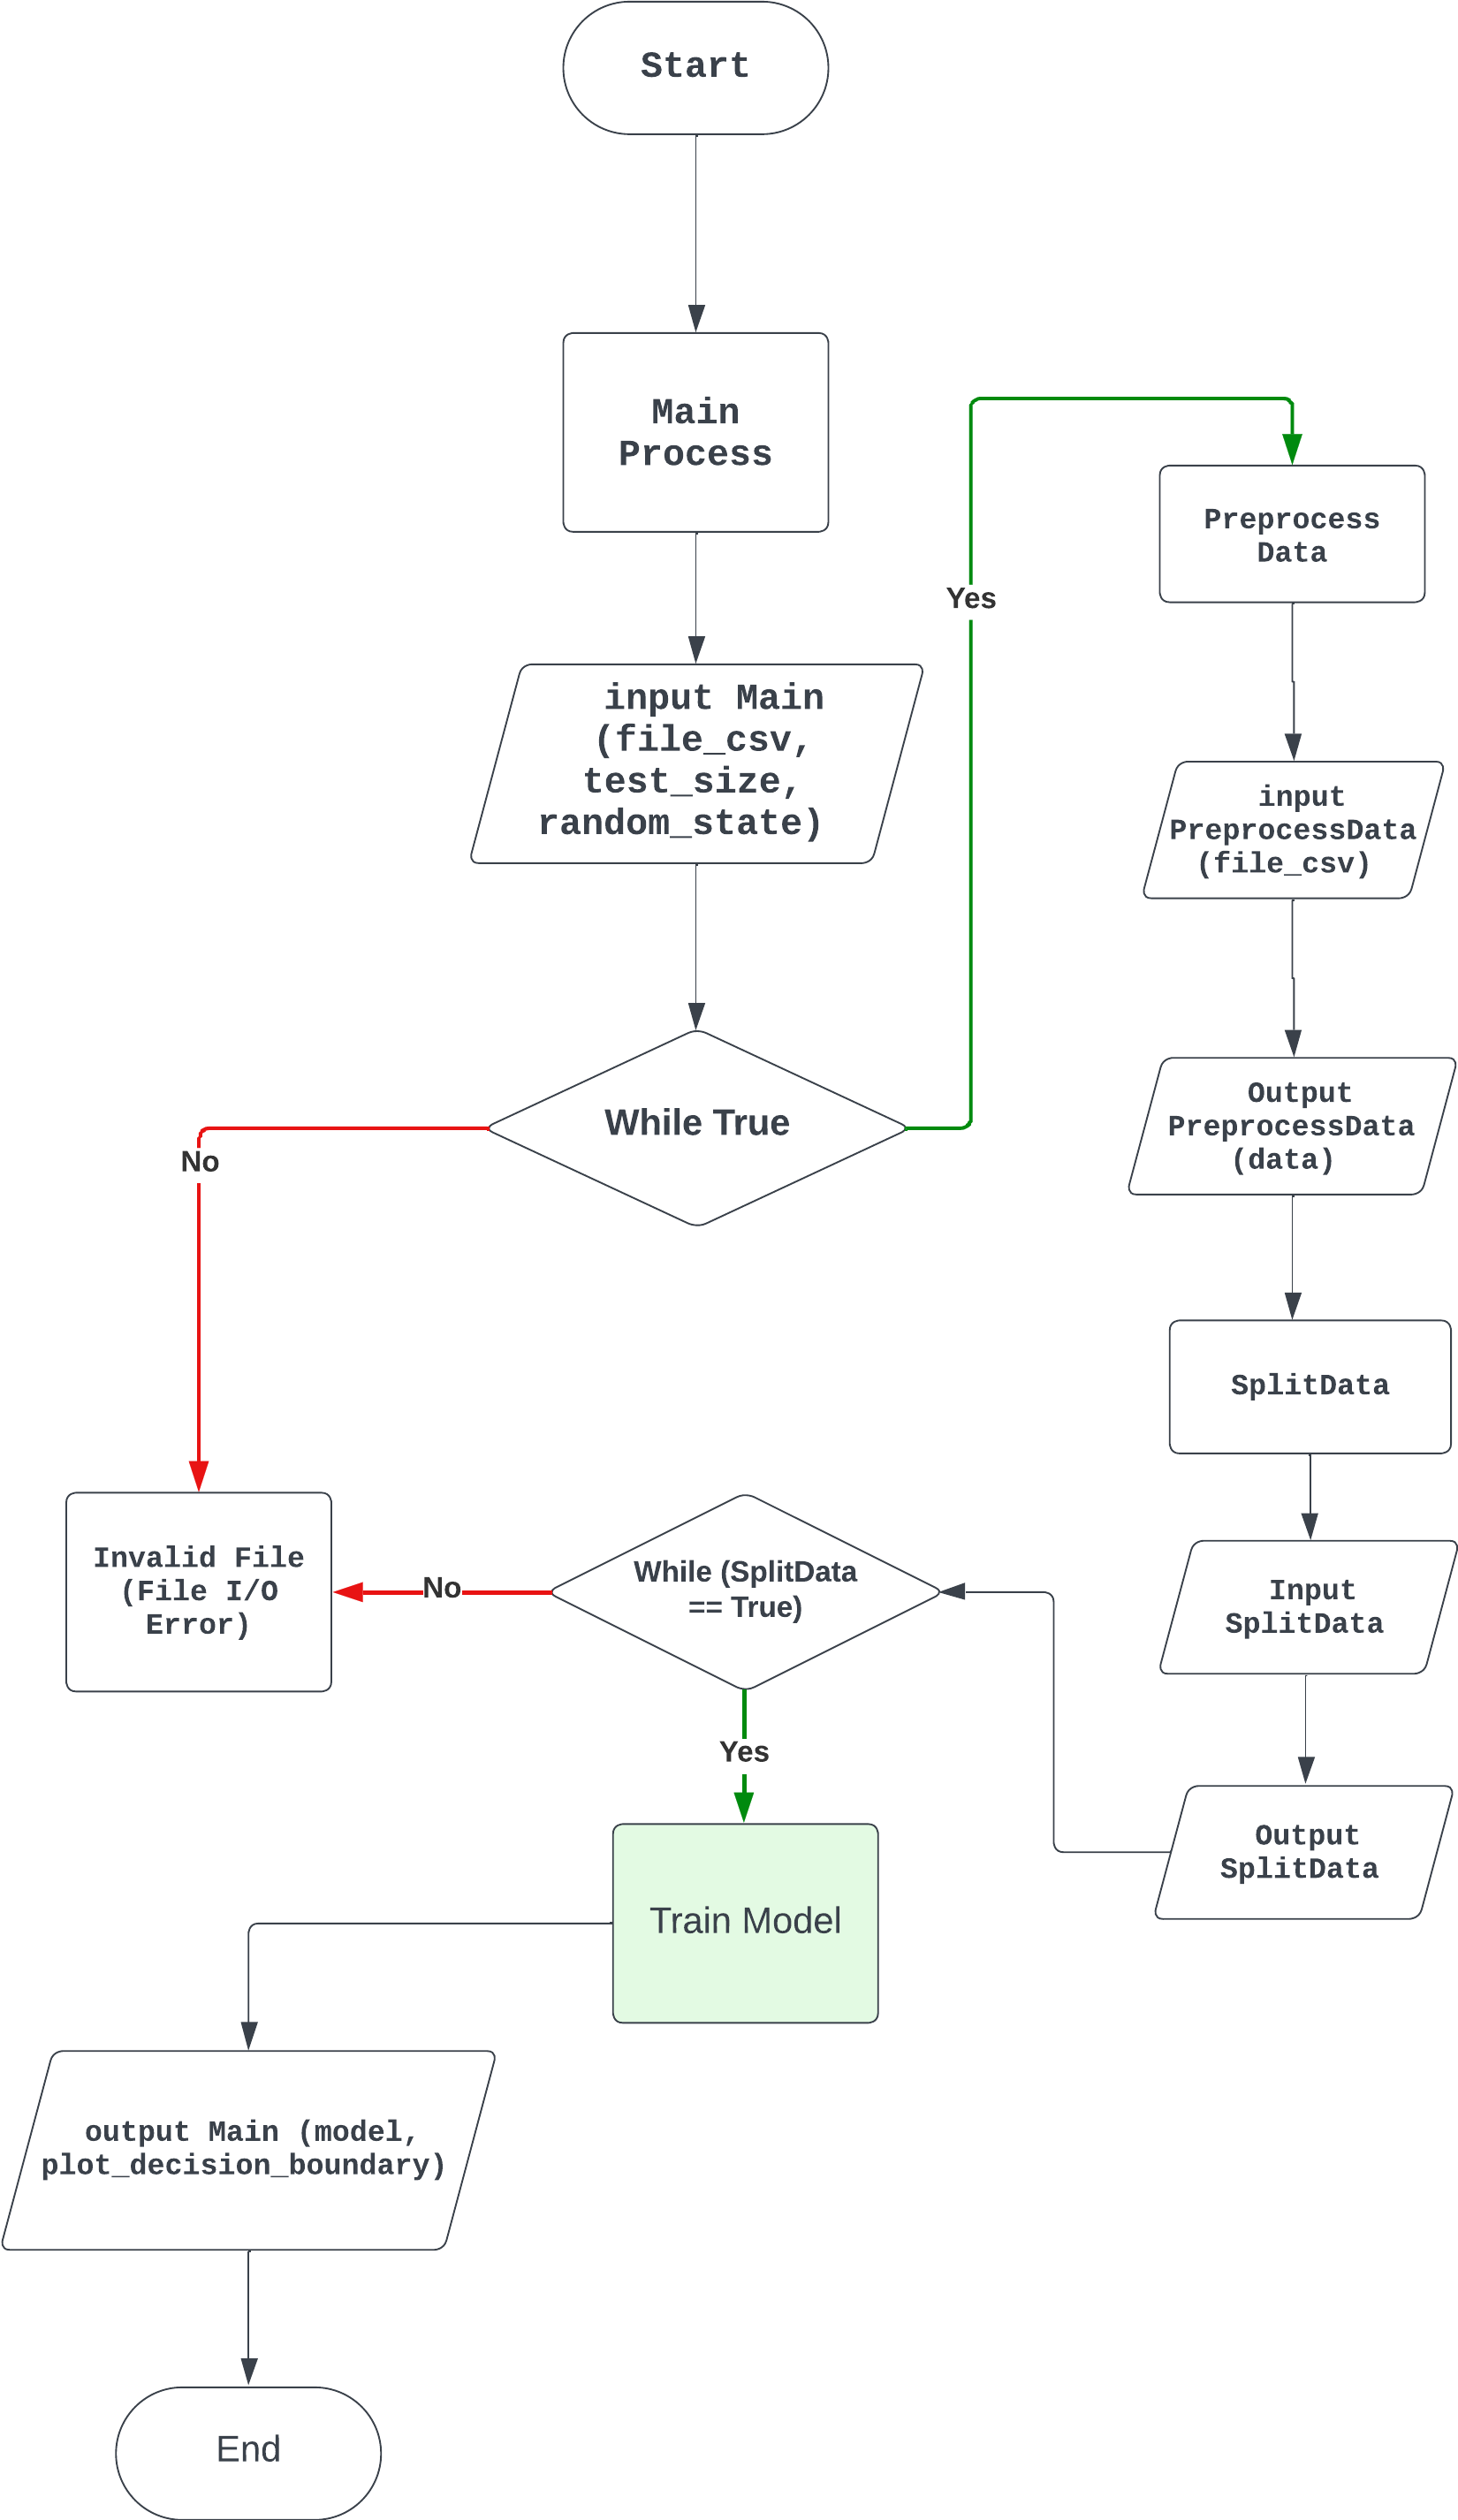 Start
Main
Process
input Main
(file_csv,
test_size,
random_state)
While True
Yes
No
Preprocess
Data
input
PreprocessData
(file_csv)
Output
PreprocessData
(data)
SplitData
Input
SplitData
Output
SplitData
While (SplitData
== True)
No
Yes
Invalid File
(File I/O
Error)
Train Model
output Main (model,
plot_decision_boundary)
End